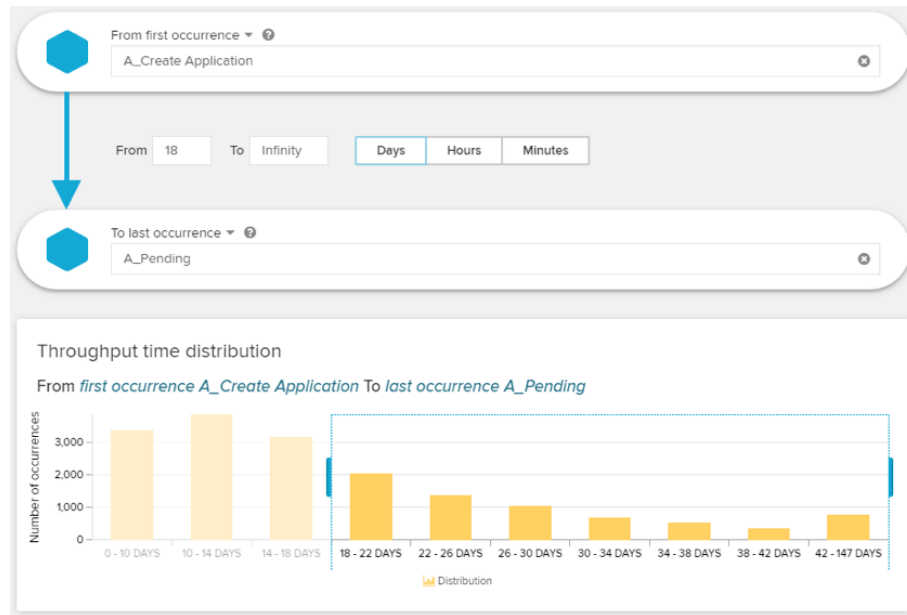 From first occurrence
A_Create Application
From 18 To Infinity Days Hours Minutes
To last occurrence
A_Pending
Throughput time distribution
From first occurrence A_Create Application To last occurrence A_Pending
Number of occurrences
3,000
2,000
1,000
0
0 - 10 DAYS 10 - 14 DAYS 14 - 18 DAYS 18 - 22 DAYS 22 - 26 DAYS 26 - 30 DAYS 30 - 34 DAYS 34 - 38 DAYS 38 - 42 DAYS 42 - 147 DAYS
Distribution